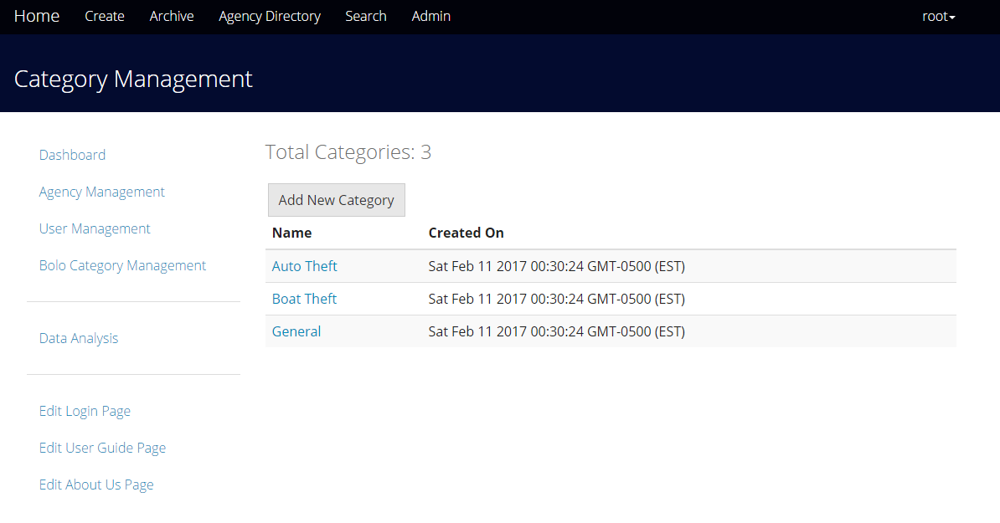 Home Create Archive Agency Directory Search Admin root
Category Management
Dashboard
Agency Management
User Management
Bolo Category Management
Data Analysis
Edit Login Page
Edit User Guide Page
Edit About Us Page
Total Categories: 3
Add New Category
Name Created On
Auto Theft Sat Feb 11 2017 00:30:24 GMT-0500 (EST)
Boat Theft Sat Feb 11 2017 00:30:24 GMT-0500 (EST)
General Sat Feb 11 2017 00:30:24 GMT-0500 (EST)